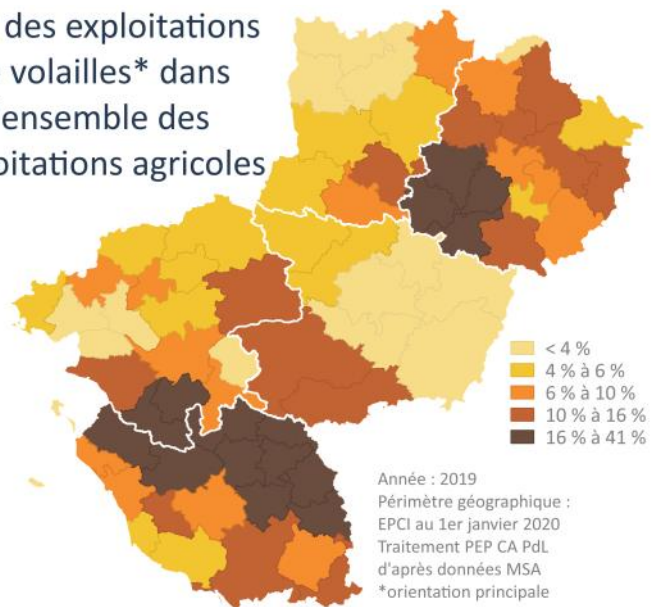 des exploitations
volailles* dans
ensemble des
oitations agricoles
< 4 %
4 % à 6 %
6 % à 10 %
10 % à 16 %
16 % à 41 %
Année : 2019
Périmètre géographique :
EPCI au 1er janvier 2020
Traitement PEP CA PdL
d'après données MSA
*orientation principale